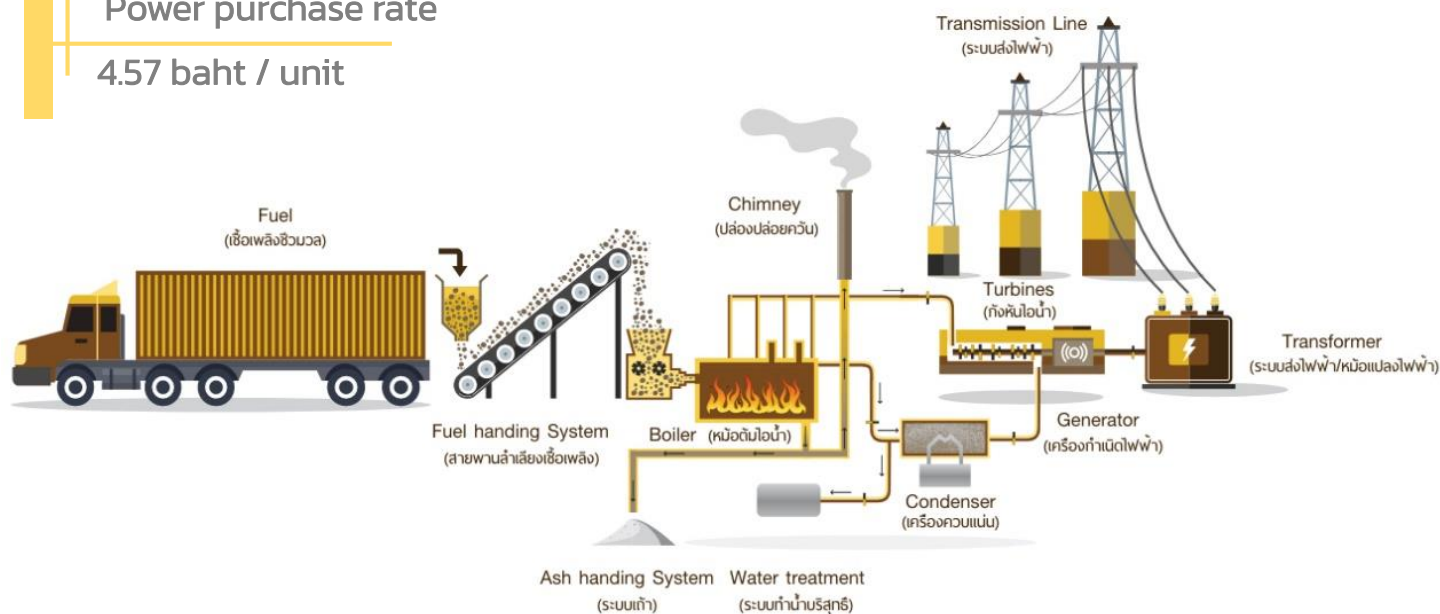 Power purchase rate
4.57 baht / unit
Transmission Line
(ระบบส่งไฟฟ้า)
Fuel
(เชื้อเพลิงชีวมวล)
Chimney
(ปล่องปล่อยควัน)
Turbines
(กังหันไอน้ำ)
Transformer
(ระบบส่งไฟฟ้า/หม้อแปลงไฟฟ้า)
Fuel handing System
(สายพานลำเลียงเชื้อเพลิง)
Boiler (หม้อต้มไอน้ำ)
Generator
(เครื่องกำเนิดไฟฟ้า)
Condenser
(เครื่องควบแน่น)
Ash handing System
(ระบบเถ้า)
Water treatment
(ระบบทำน้ำบริสุทธิ์)